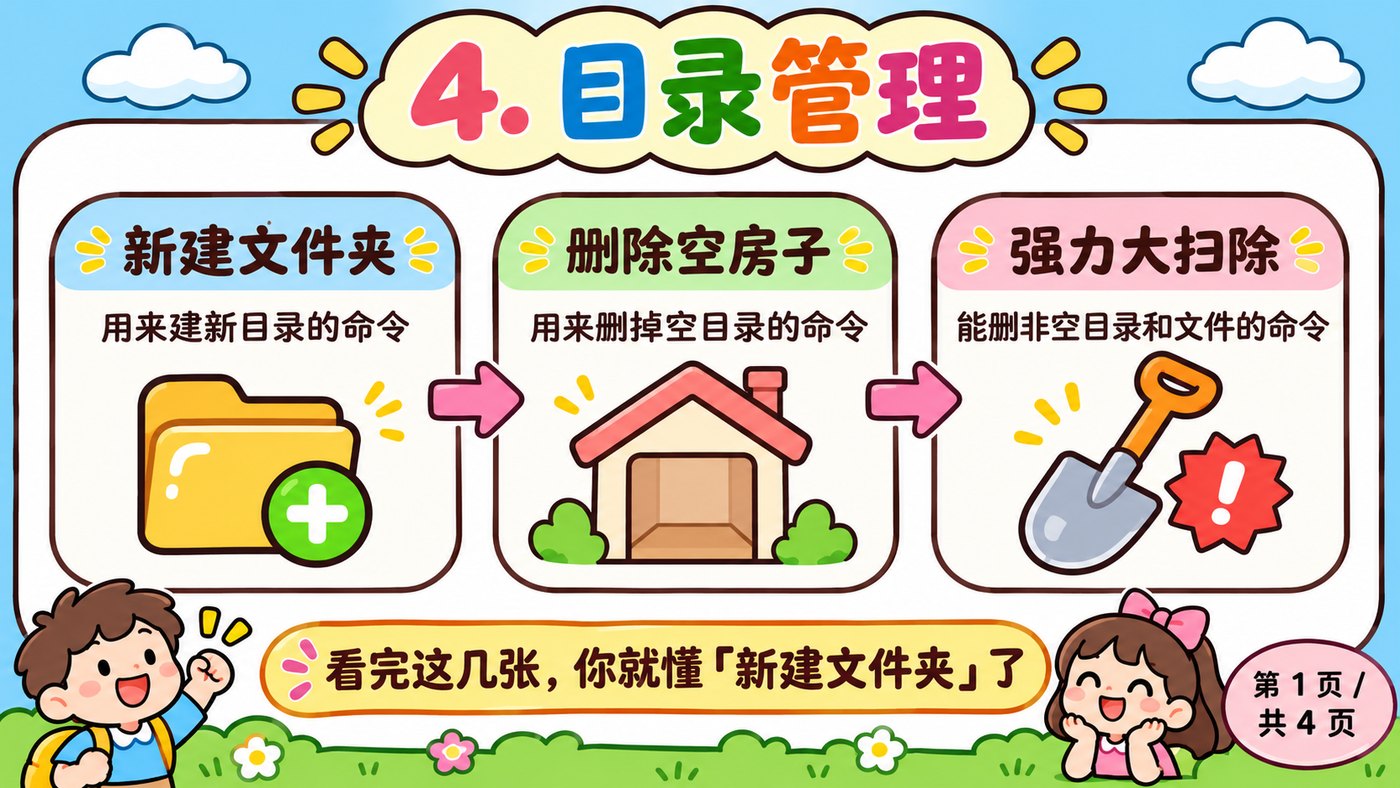 4. 目录管理
新建文件夹
用来建新目录的命令
删除空房子
用来删掉空目录的命令
强力大扫除
能删非空目录和文件的命令
看完这几张，你就懂「新建文件夹」了
第 1 页 /
共 4 页